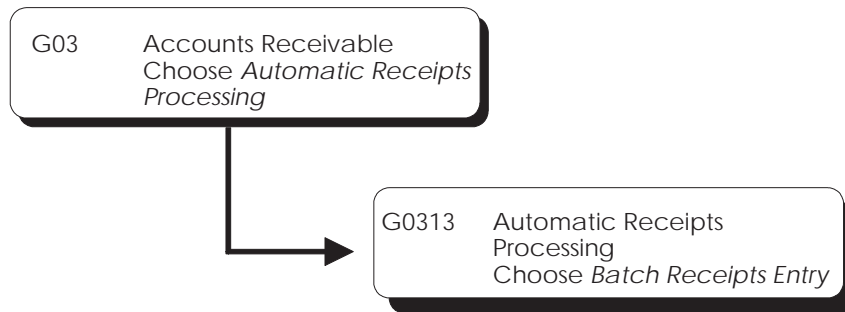 G03 Accounts Receivable
Choose Automatic Receipts
Processing
G0313 Automatic Receipts
Processing
Choose Batch Receipts Entry